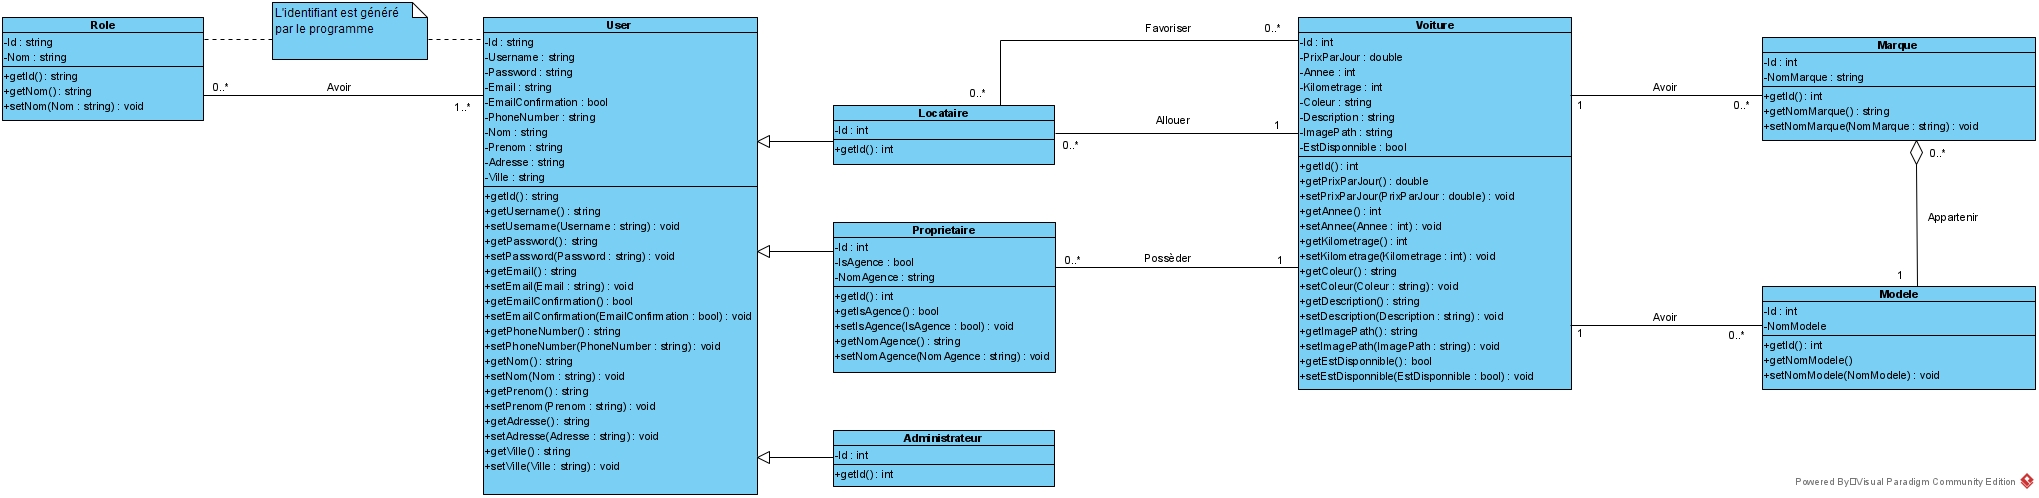 L'identifiant est généré
par le programme
Role
-Id : string
-Nom : string
+getId() : string
+getNom() : string
+setNom(Nom : string) : void
0..*
Avoir
1..*
User
-Id : string
-Username : string
-Password : string
-Email : string
-EmailConfirmation : bool
-PhoneNumber : string
-Nom : string
-Prenom : string
-Adresse : string
-Ville : string
+getId() : string
+getUsername() : string
+setUsername(Username : string) : void
+getPassword() : string
+setPassword(Password : string) : void
+getEmail() : string
+setEmail(Email : string) : void
+getEmailConfirmation() : bool
+setEmailConfirmation(EmailConfirmation : bool) : void
+getPhoneNumber() : string
+setPhoneNumber(PhoneNumber : string) : void
+getNom() : string
+setNom(Nom : string) : void
+getPrenom() : string
+setPrenom(Prenom : string) : void
+getAdresse() : string
+setAdresse(Adresse : string) : void
+getVille() : string
+setVille(Ville : string) : void
Favoriser
0..*
0..*
Locataire
-Id : int
+getId() : int
Allouer
1
0..*
Proprietaire
-Id : int
-IsAgence : bool
-NomAgence : string
+getId() : int
+getIsAgence() : bool
+setIsAgence(IsAgence : bool) : void
+getNomAgence() : string
+setNomAgence(NomAgence : string) : void
0..*
Possèder
1
Administrateur
-Id : int
+getId() : int
Voiture
-Id : int
-PrixParJour : double
-Annee : int
-Kilometrage : int
-Coleur : string
-Description : string
-ImagePath : string
-EstDisponnible : bool
+getId() : int
+getPrixParJour() : double
+setPrixParJour(PrixParJour : double) : void
+getAnnee() : int
+setAnnee(Annee : int) : void
+getKilometrage() : int
+setKilometrage(Kilometrage : int) : void
+getColeur() : string
+setColeur(Coleur : string) : void
+getDescription() : string
+setDescription(Description : string) : void
+getImagePath() : string
+setImagePath(ImagePath : string) : void
+getEstDisponnible() : bool
+setEstDisponnible(EstDisponnible : bool) : void
Avoir
1
0..*
Marque
-Id : int
-NomMarque : string
+getId() : int
+getNomMarque() : string
+setNomMarque(NomMarque : string) : void
0..*
Appartenir
1
Avoir
1
0..*
Modele
-Id : int
-NomModele
+getId() : int
+getNomModele()
+setNomModele(NomModele) : void
Powered By Visual Paradigm Community Edition